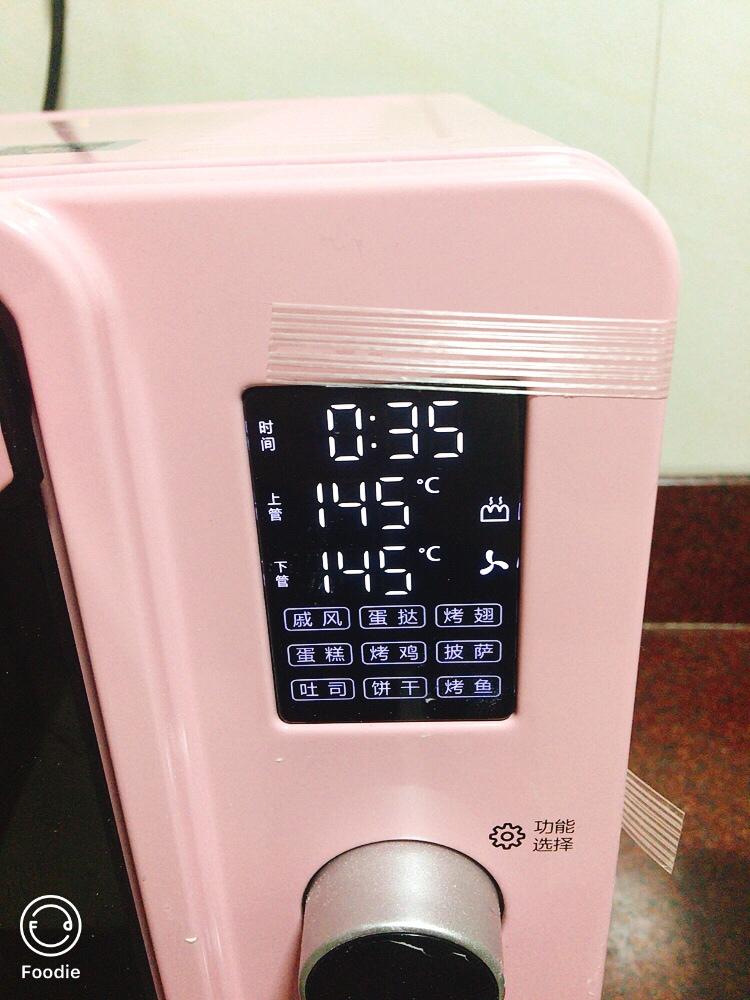 时间 0:35
上管 145 °C
下管 145 °C
戚风 蛋挞 烤翅
蛋糕 烤鸡 披萨
吐司 饼干 烤鱼
功能
选择
Foodie